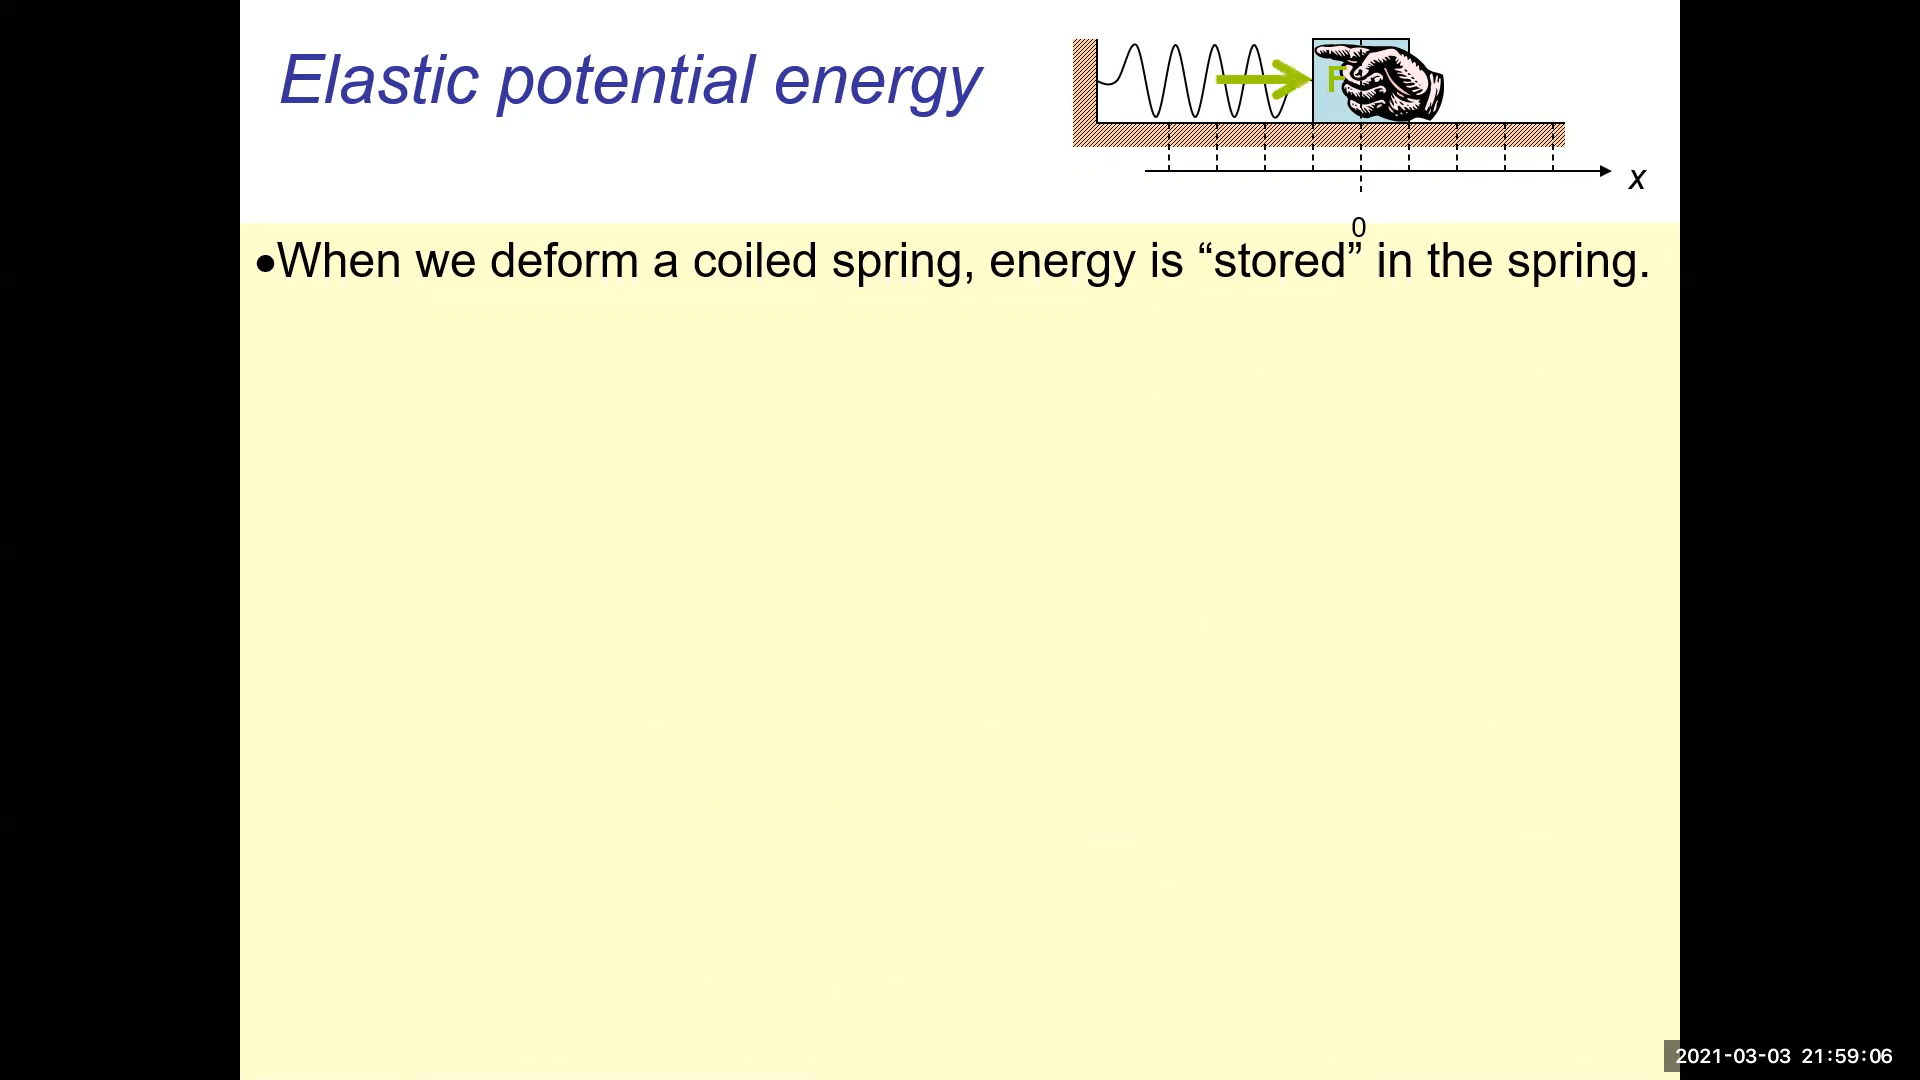 Elastic potential energy
F
x
0
•When we deform a coiled spring, energy is “stored” in the spring.
2021-03-03 21:59:06